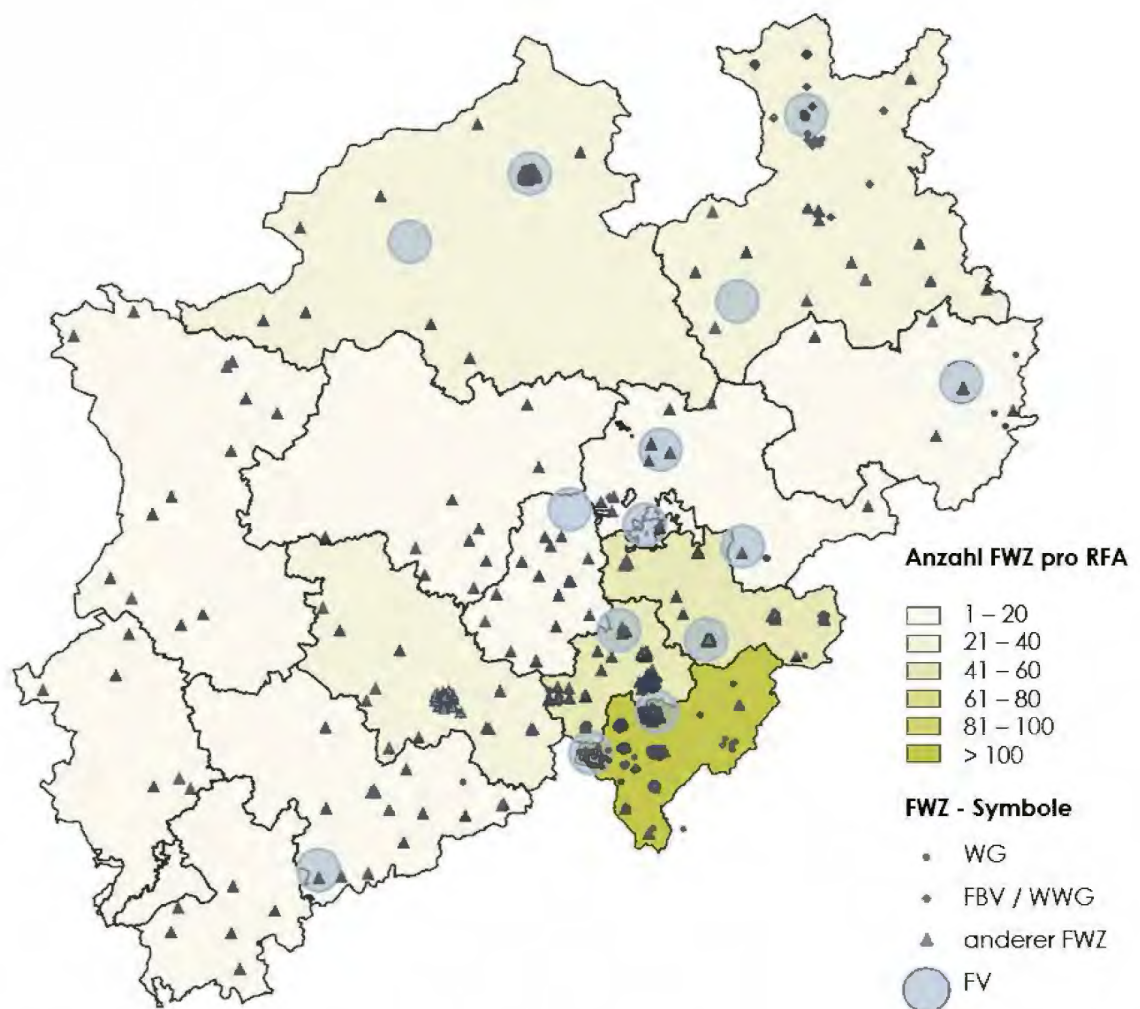 Anzahl FWZ pro RFA
1 – 20
21 – 40
41 – 60
61 – 80
81 – 100
> 100
FWZ - Symbole
WG
FBV / WWG
anderer FWZ
FV